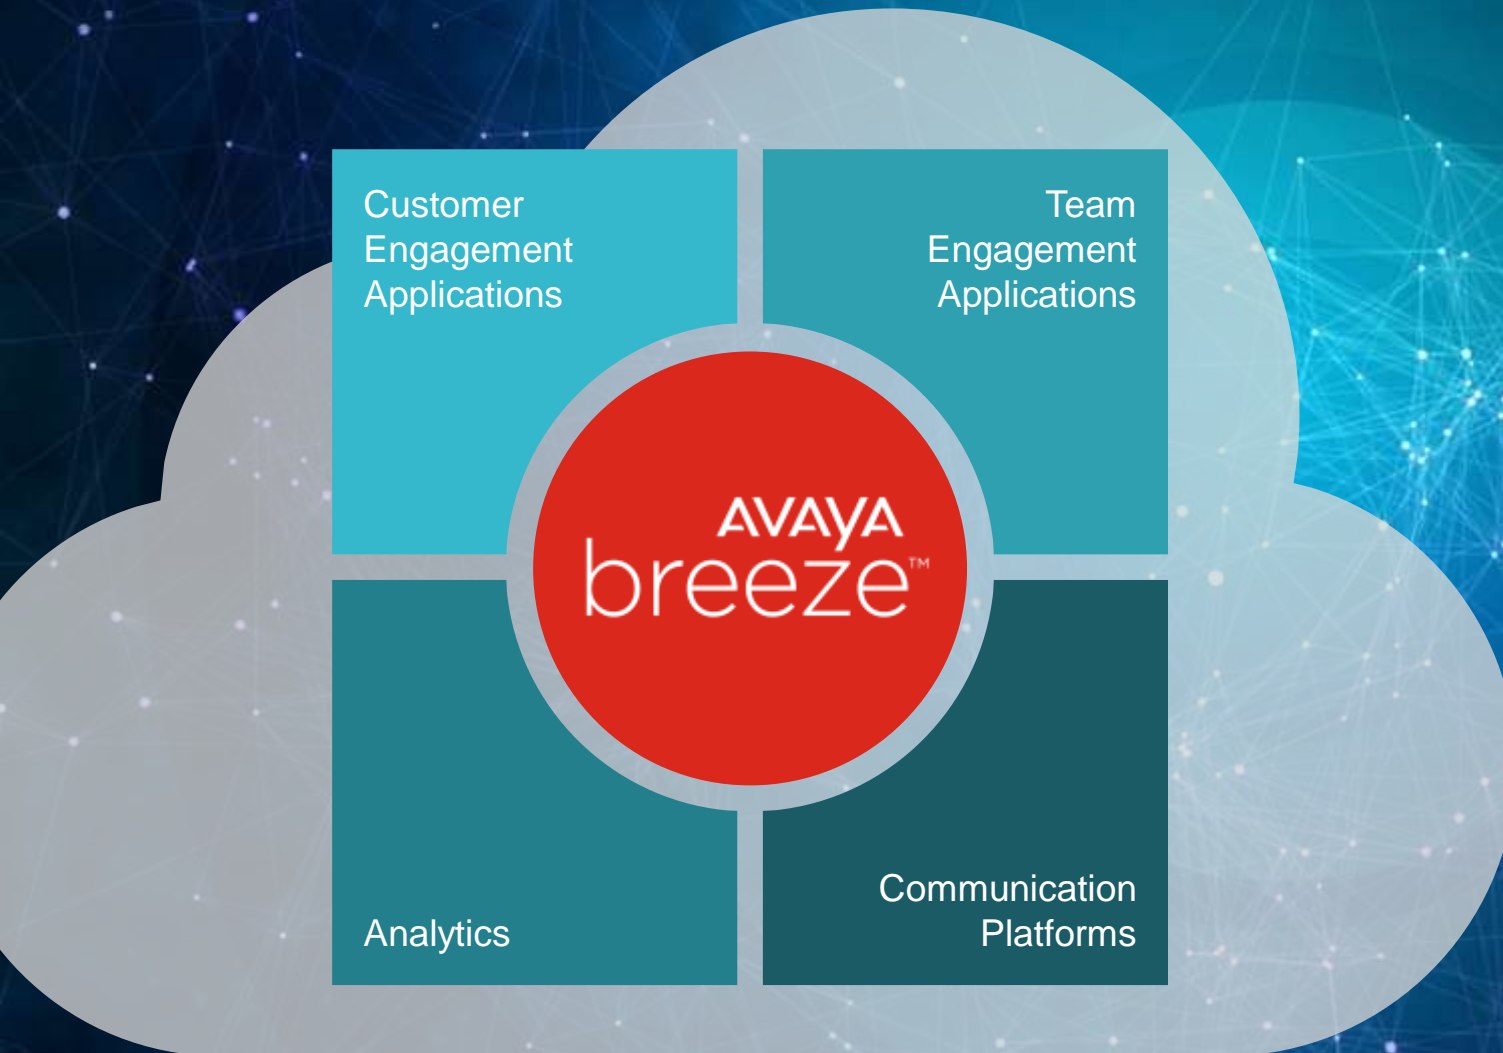 Customer
Engagement
Applications
Team
Engagement
Applications
AVAYA
breeze™
Analytics
Communication
Platforms